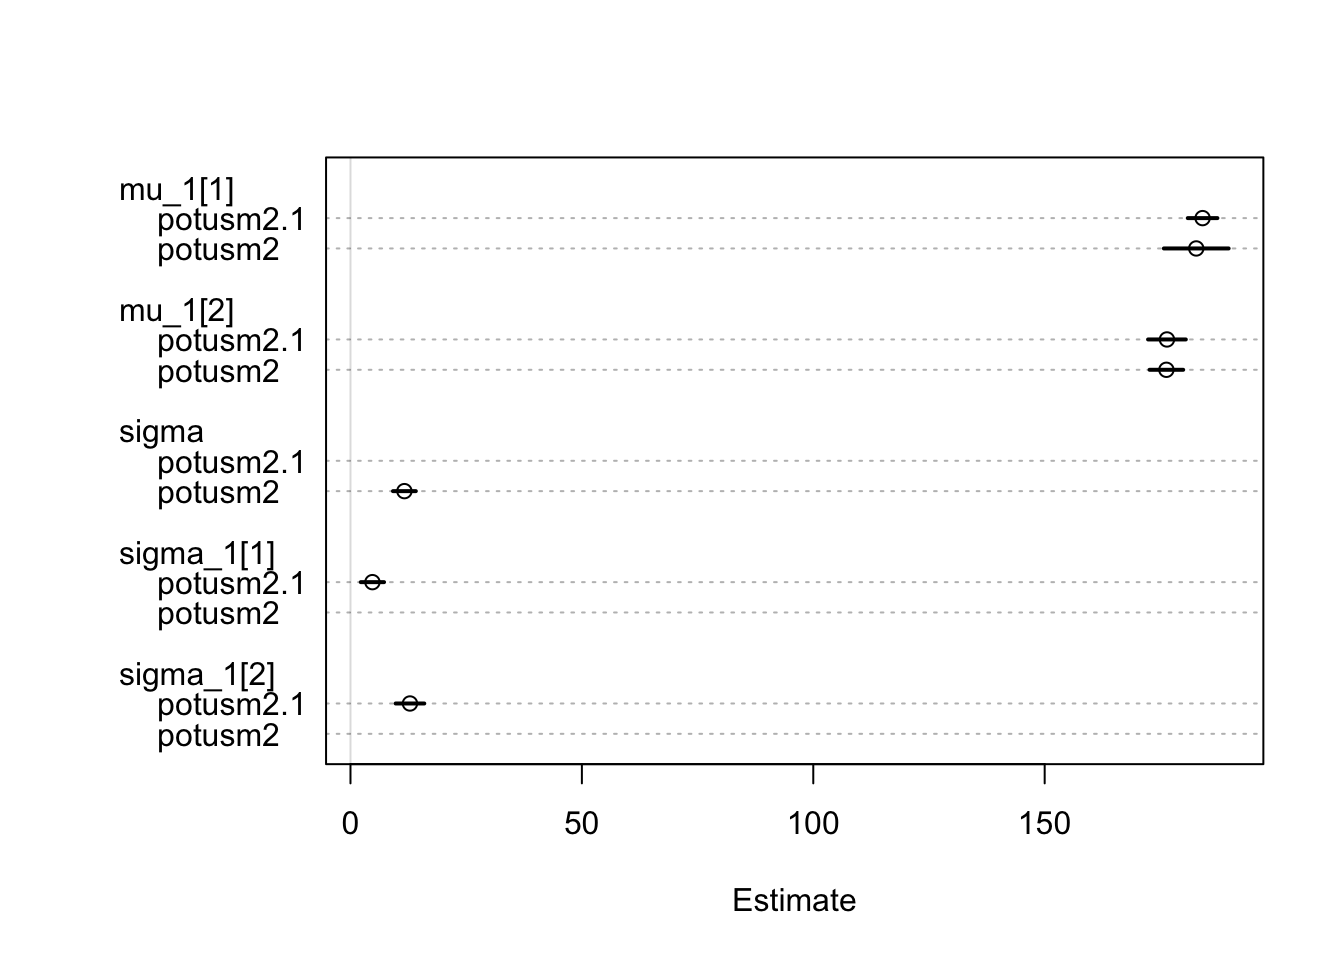 mu_1[1]
potusm2.1
potusm2
mu_1[2]
potusm2.1
potusm2
sigma
potusm2.1
potusm2
sigma_1[1]
potusm2.1
potusm2
sigma_1[2]
potusm2.1
potusm2
0 50 100 150
Estimate